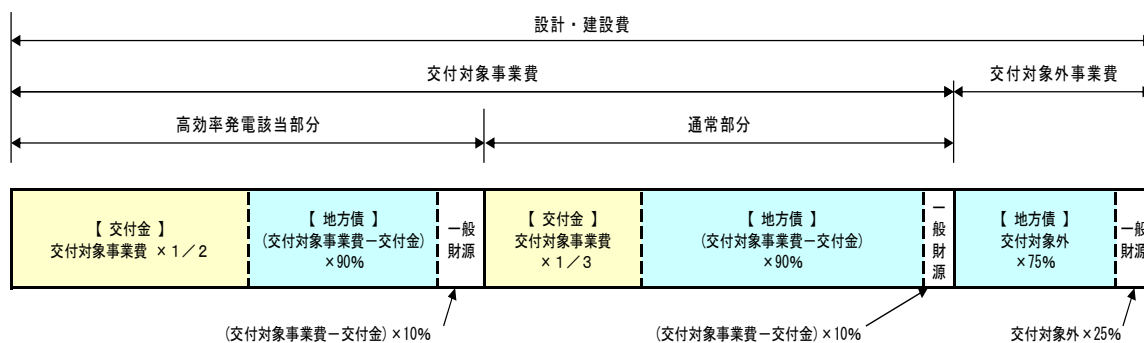 設計・建設費
交付対象事業費
交付対象外事業費
高効率発電該当部分
通常部分
【 交付金 】
交付対象事業費 ×１／２
【 地方債 】
(交付対象事業費－交付金)
×90%
一般
財源
【 交付金 】
交付対象事業費
×１／３
【 地方債 】
(交付対象事業費－交付金)
×90%
一
般
財
源
【 地方債 】
交付対象外
×75%
一般
財源
(交付対象事業費－交付金)×10%
(交付対象事業費－交付金)×10%
交付対象外×25%